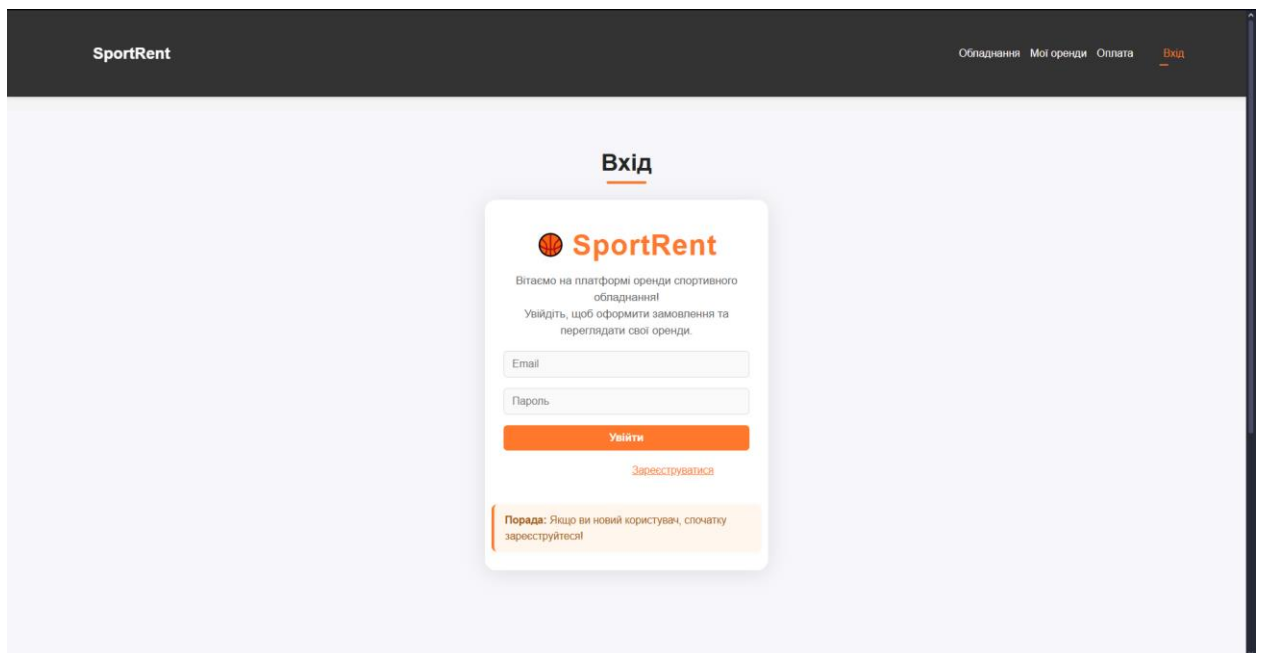 SportRent
Обладнання Мої оренди Оплата Вхід
Вхід
SportRent
Вітаємо на платформі оренди спортивного
обладнання!
Увійдіть, щоб оформити замовлення та
переглядати свої оренди.
Email
Пароль
Увійти
Зареєструватися
Порада: Якщо ви новий користувач, спочатку
зареєструйтеся!